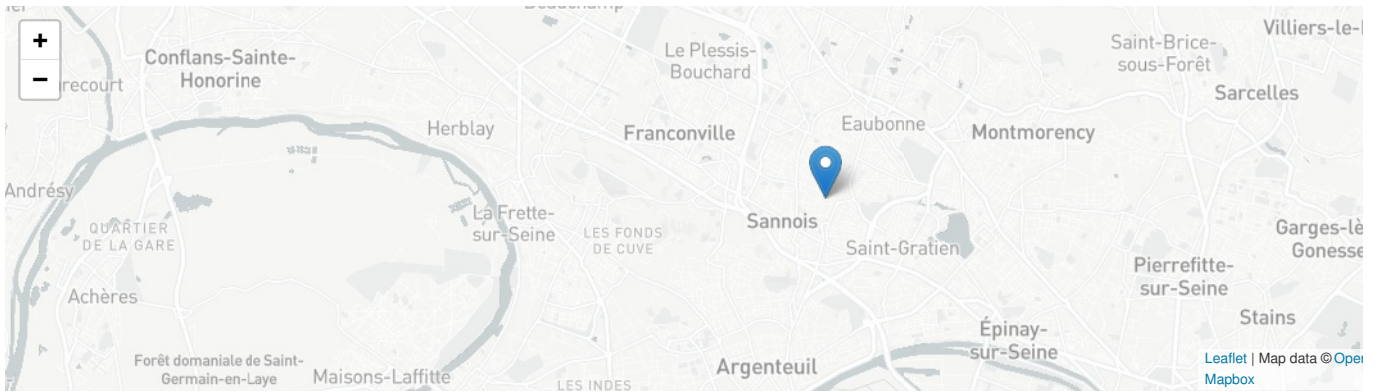 Beauchamp
+
Conflans-Sainte-
Honorine
−
Le Plessis-
Bouchard
Saint-Brice-
sous-Forêt
Villiers-le-
Sarcelles
Herblay
Franconville
Eaubonne
Montmorency
Andrésy
La Frette-
sur-Seine
QUARTIER
DE LA GARE
LES FONDS
DE CUVE
Sannois
Saint-Gratien
Garges-lè
Gonesse
Pierrefitte-
sur-Seine
Achères
Stains
Épinay-
sur-Seine
Forêt domaniale de Saint-
Germain-en-Laye
Maisons-Laffitte
Argenteuil
LES INDES
Leaflet | Map data © Oper
Mapbox